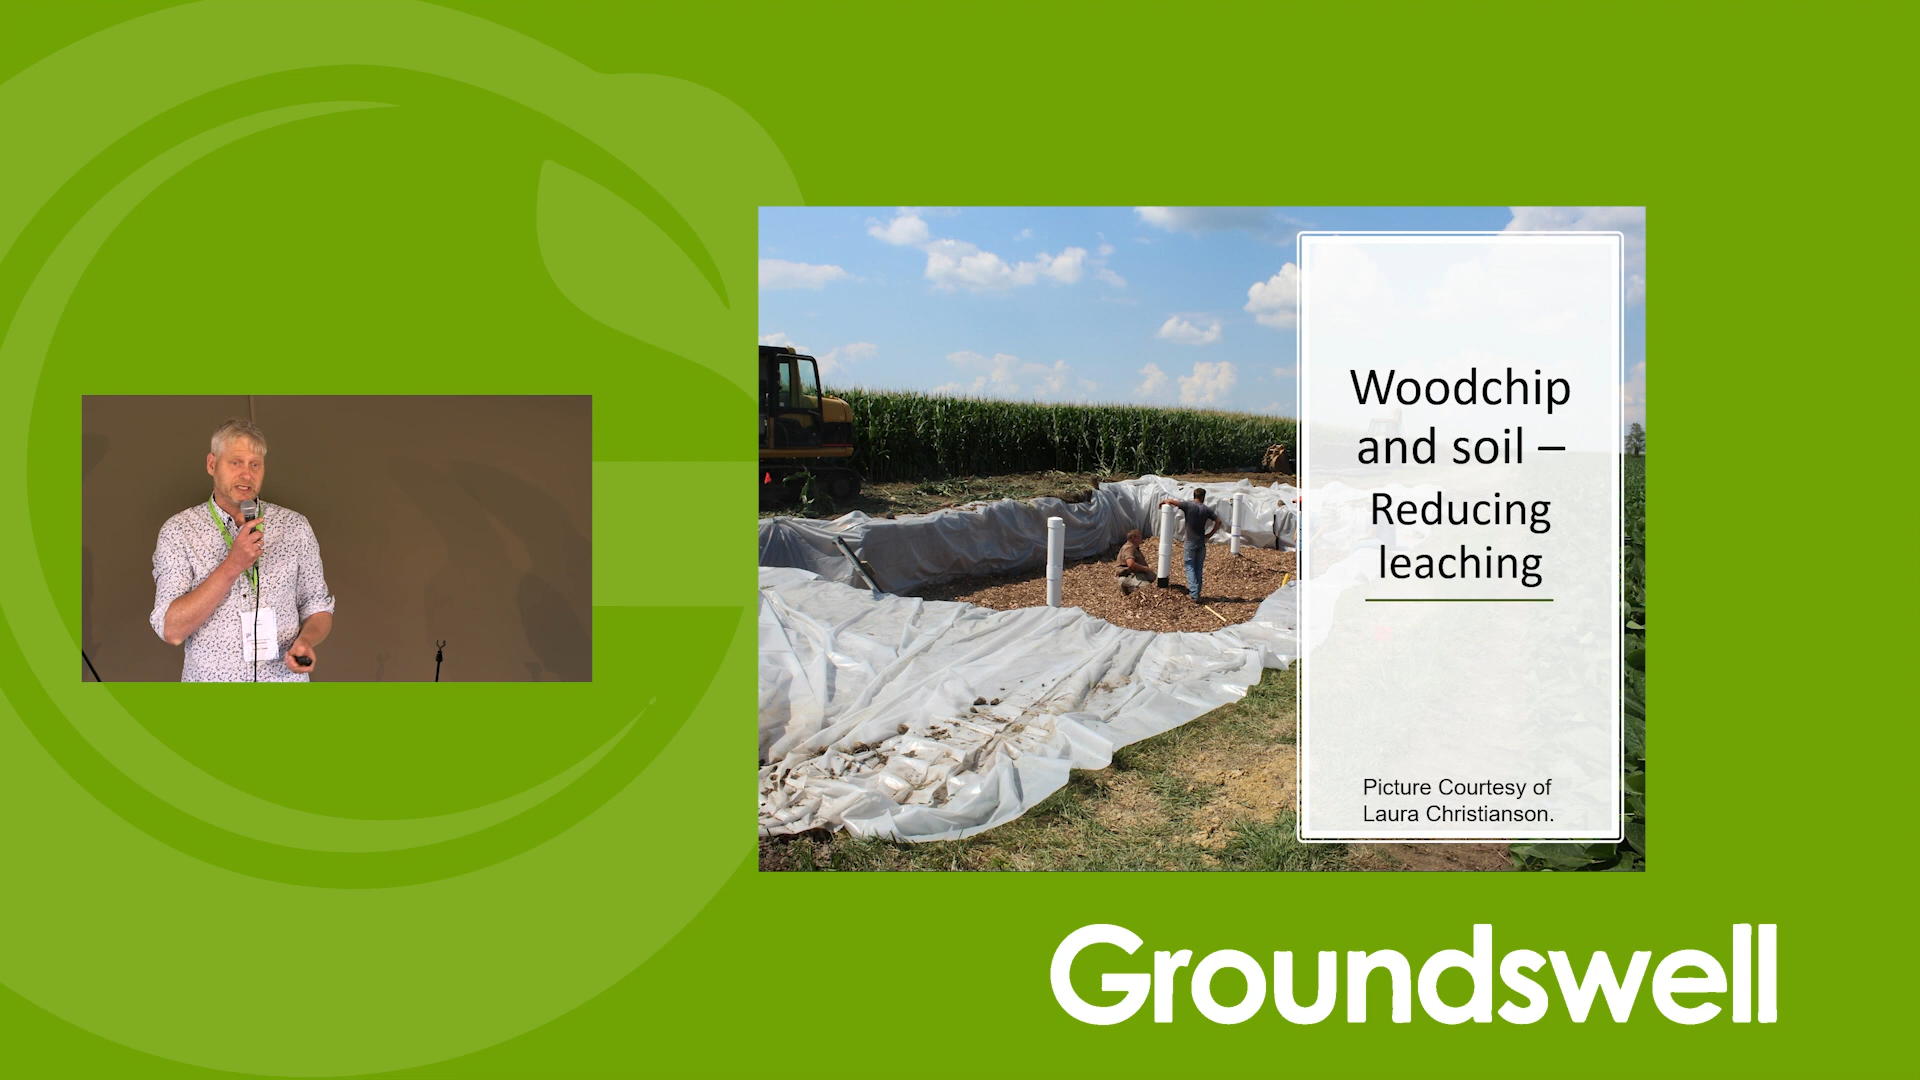 Woodchip
and soil –
Reducing
leaching
Picture Courtesy of
Laura Christianson.
Groundswell